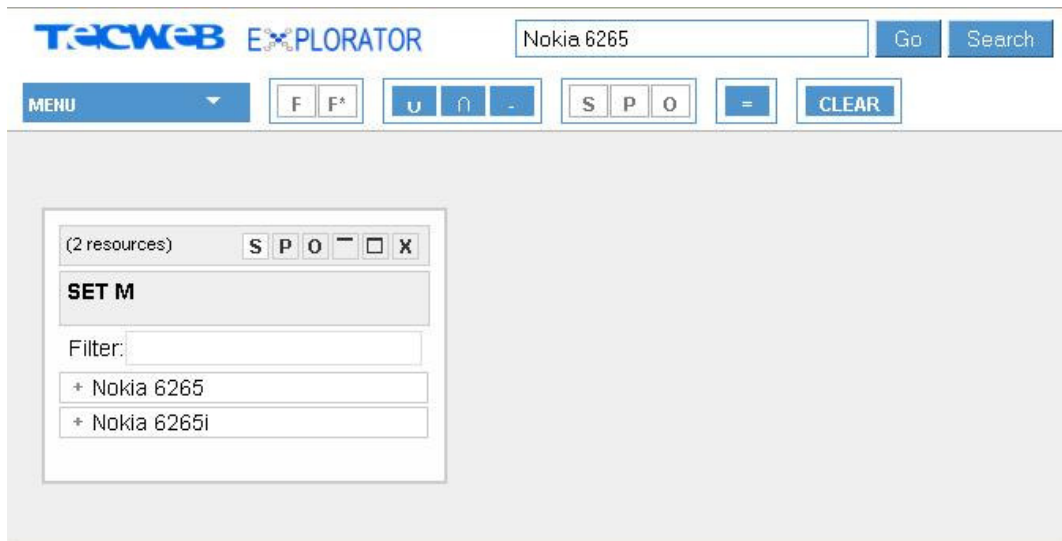 TECWEB EXPLORATOR Nokia 6265 Go Search
MENU F F* ∪ ∩ - S P O = CLEAR
(2 resources) S P O X
SET M
Filter:
+ Nokia 6265
+ Nokia 6265i